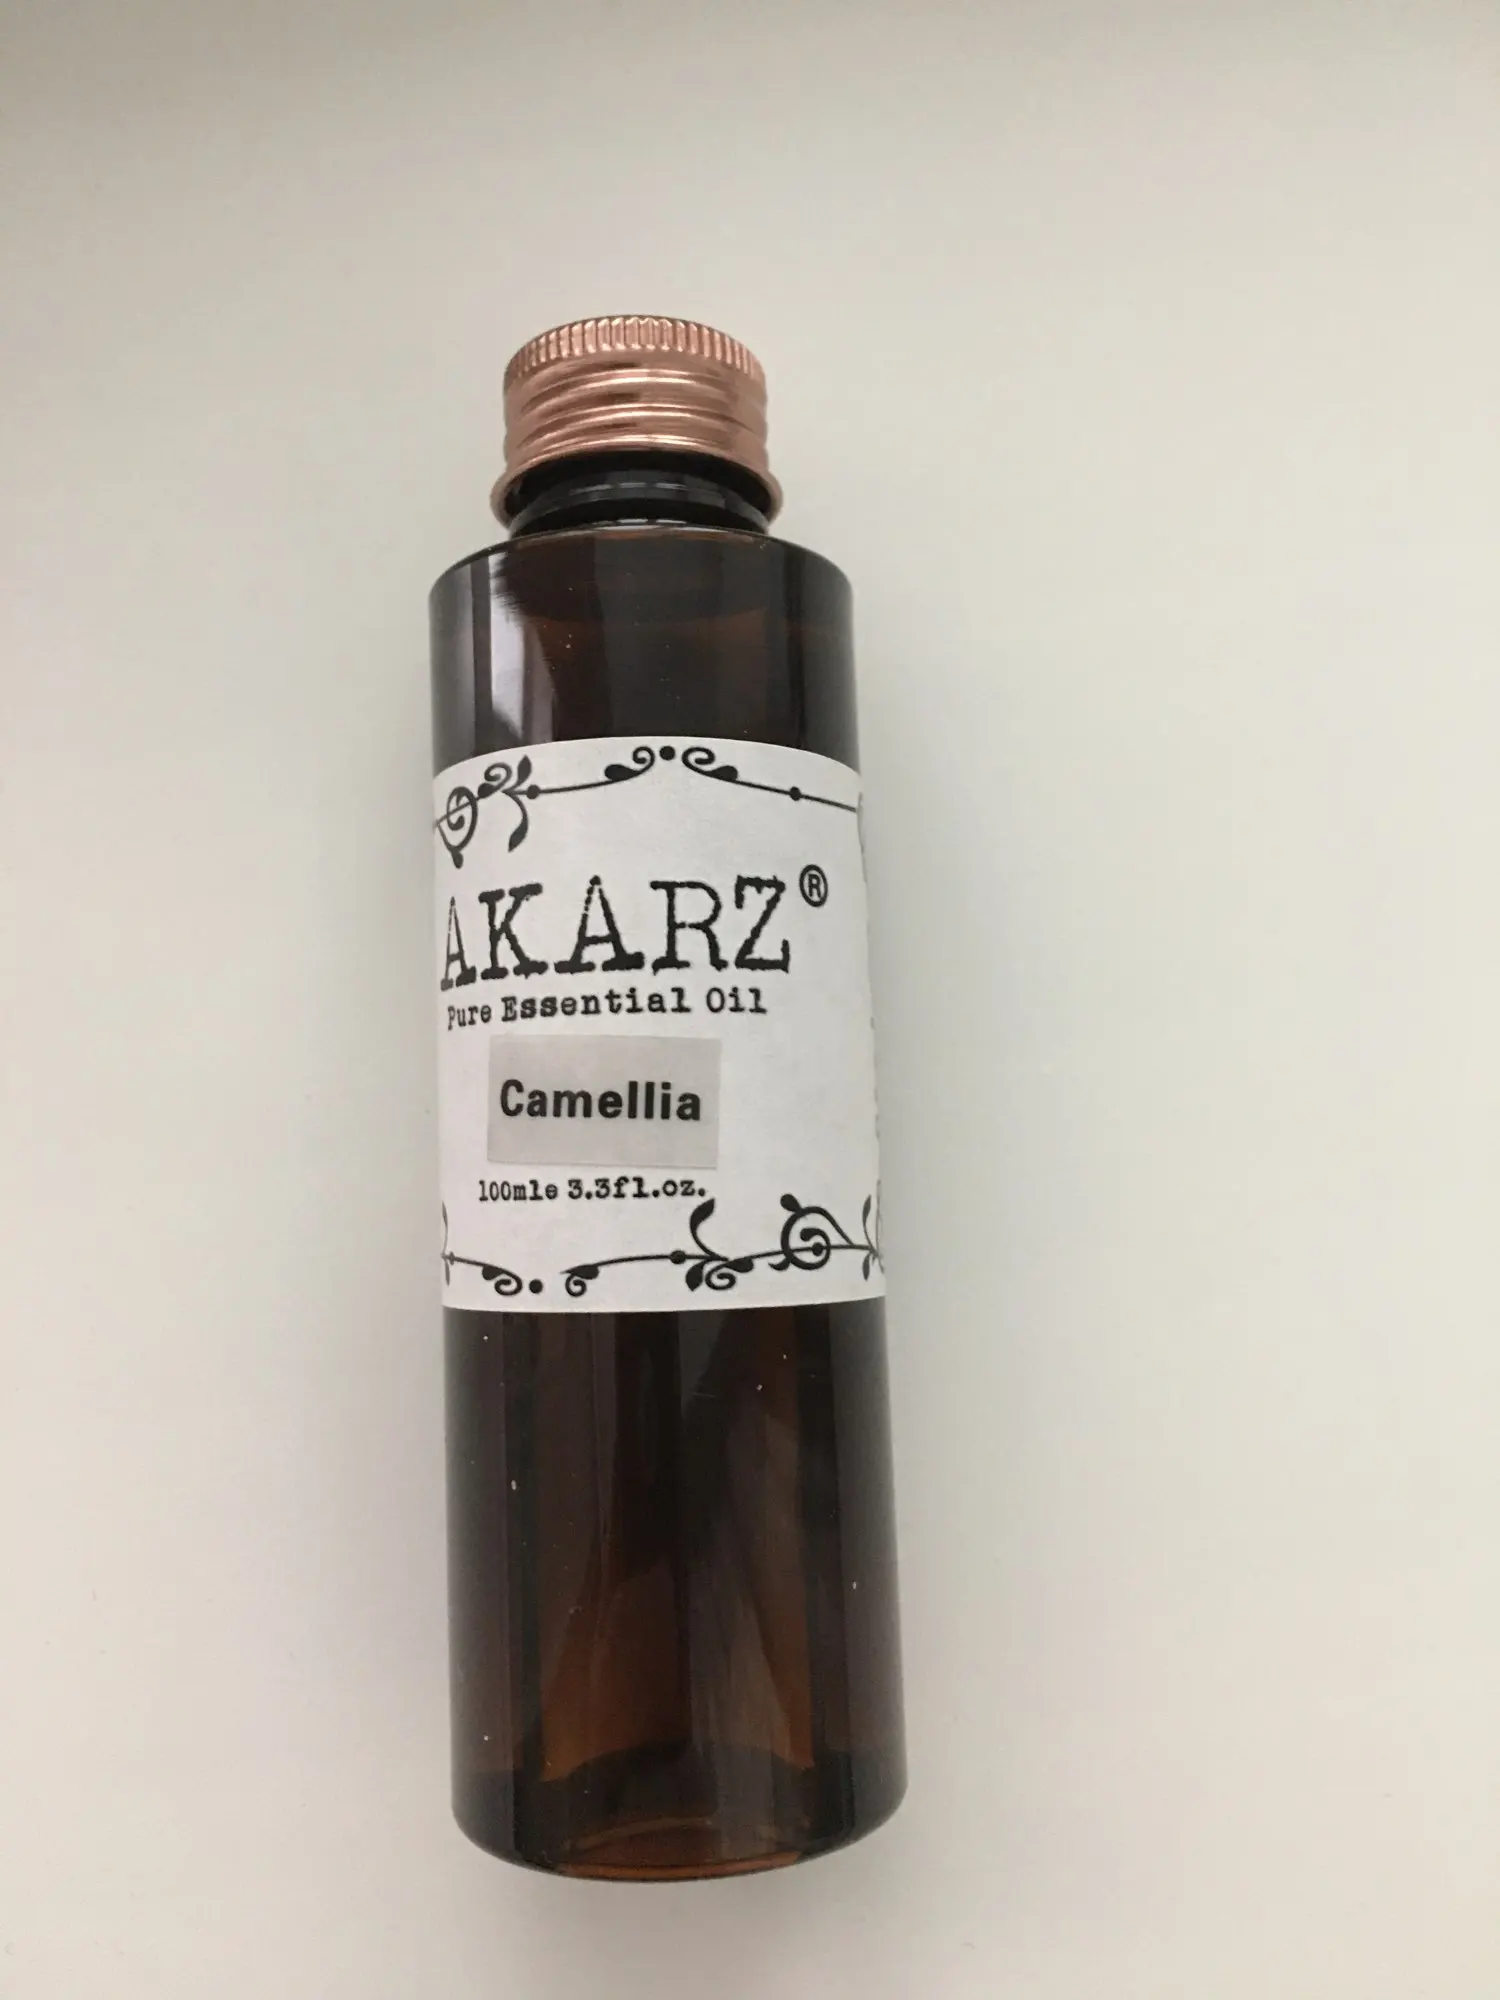 AKARZ®
Pure Essential Oil
Camellia
100mle 3.3fl.oz.